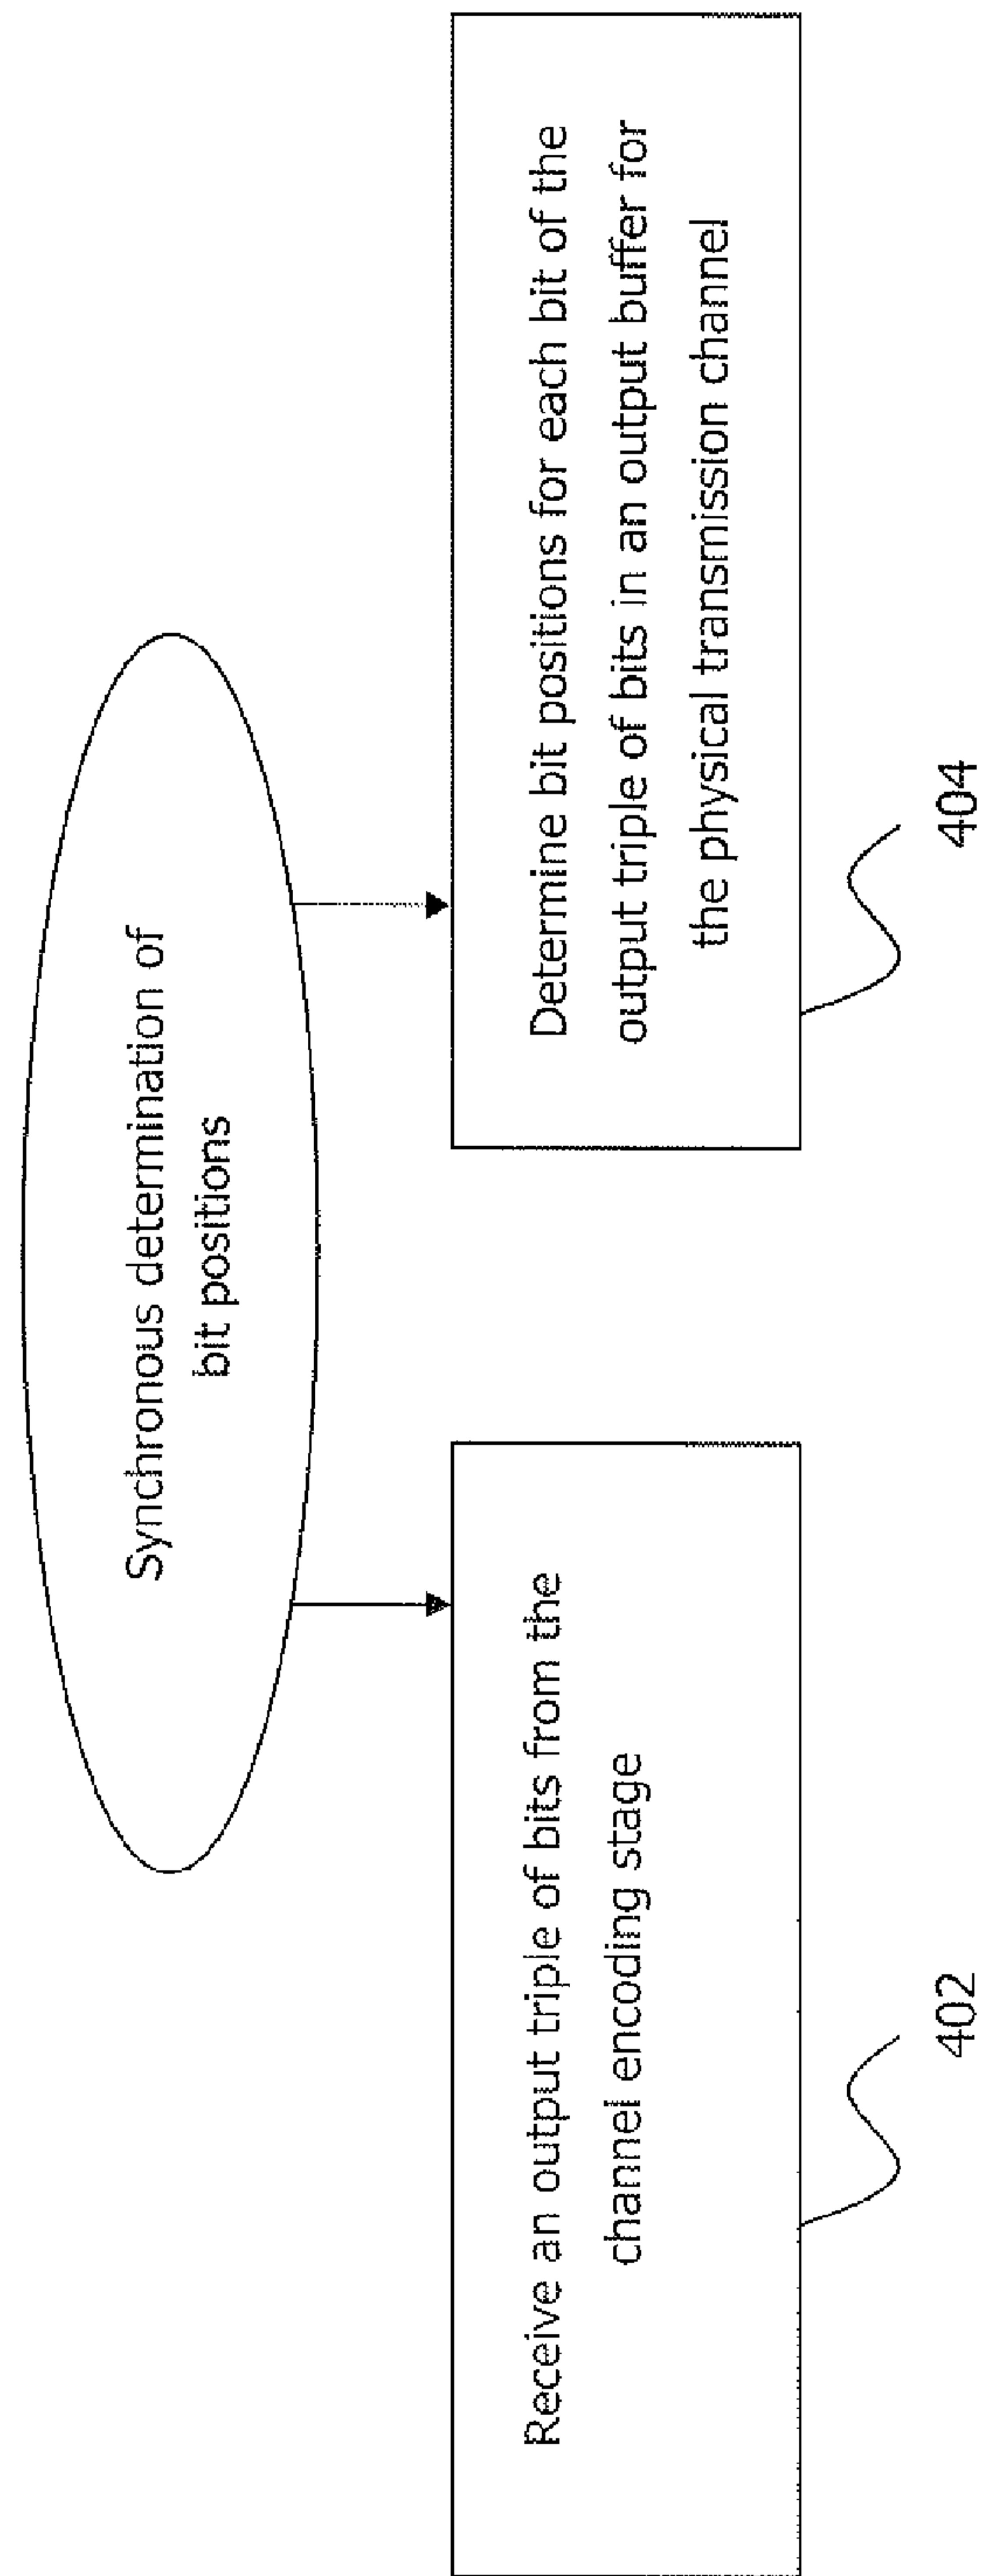 Synchronous determination of
bit positions
Receive an output triple of bits from the
channel encoding stage
402
Determine bit positions for each bit of the
output triple of bits in an output buffer for
the physical transmission channel
404